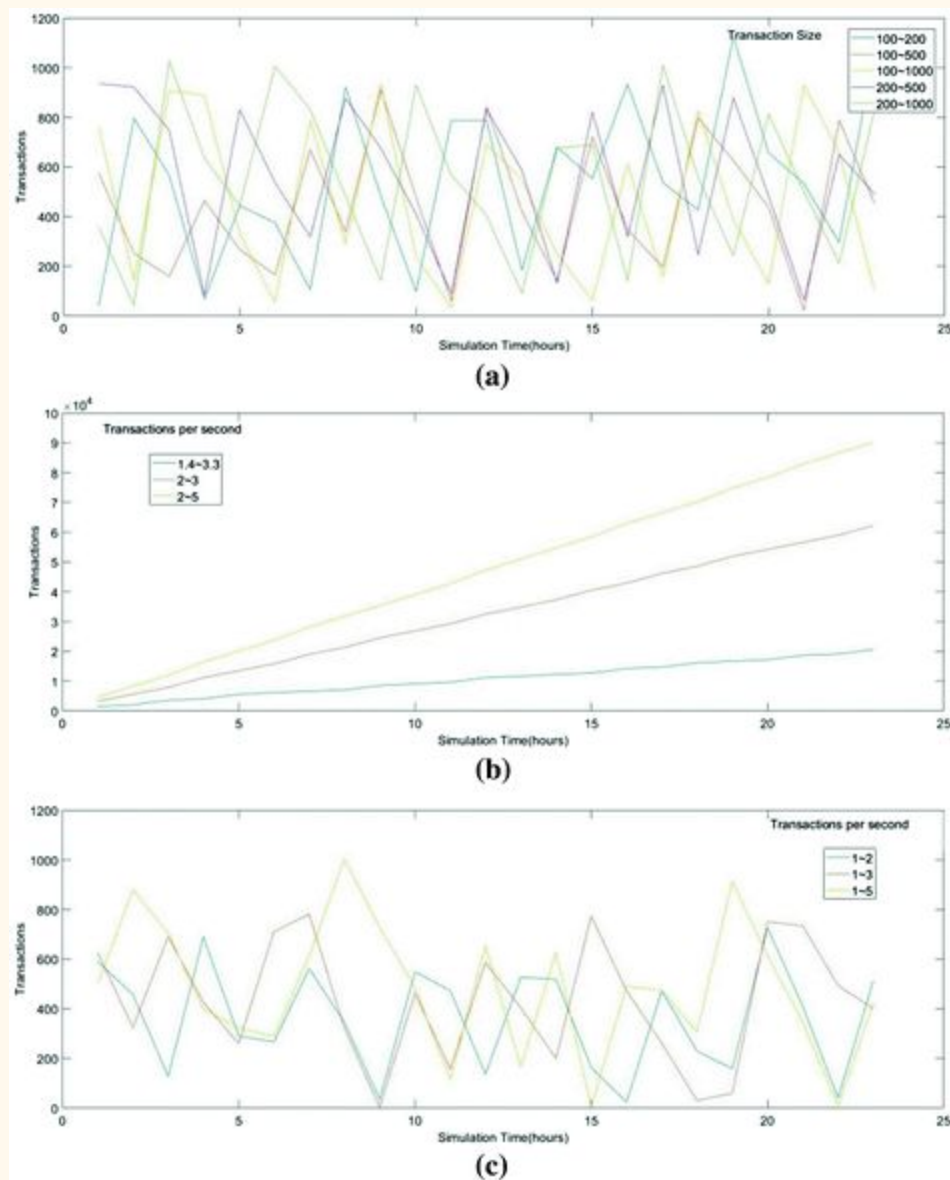 1200
1000
800
600
400
200
0
Transactions
Transaction Size
100~200
100~500
100~1000
200~500
200~1000
0 5 10 15 20 25
Simulation Time(hours)
(a)
× 10⁴
10
9
8
7
6
5
4
3
2
1
0
Transactions
Transactions per second
1.4~3.3
2~3
2~5
0 5 10 15 20 25
Simulation Time(hours)
(b)
1200
1000
800
600
400
200
0
Transactions
Transactions per second
1~2
1~3
1~5
0 5 10 15 20 25
Simulation Time(hours)
(c)